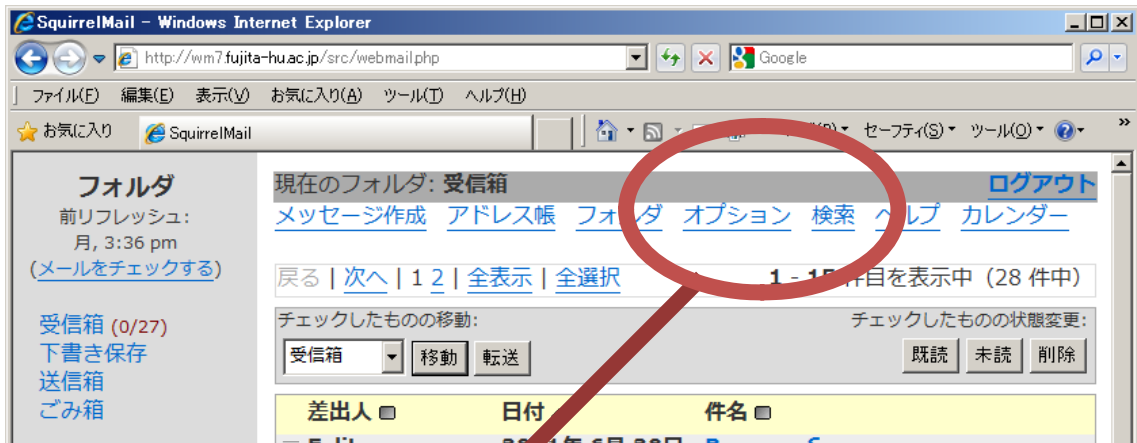 SquirrelMail - Windows Internet Explorer
http://wm7.fujita-hu.ac.jp/src/webmail.php
Google
ファイル(F) 編集(E) 表示(V) お気に入り(A) ツール(T) ヘルプ(H)
お気に入り SquirrelMail セーフティ(S) ツール(O) »
フォルダ
前リフレッシュ:
月, 3:36 pm
(メールをチェックする)
受信箱 (0/27)
下書き保存
送信箱
ごみ箱
現在のフォルダ: 受信箱 ログアウト
メッセージ作成 アドレス帳 フォルダ オプション 検索 ヘルプ カレンダー
戻る | 次へ | 1 2 | 全表示 | 全選択 1 - 15 件目を表示中 (28 件中)
チェックしたものの移動: チェックしたものの状態変更:
受信箱 移動 転送 既読 未読 削除
差出人 日付 件名